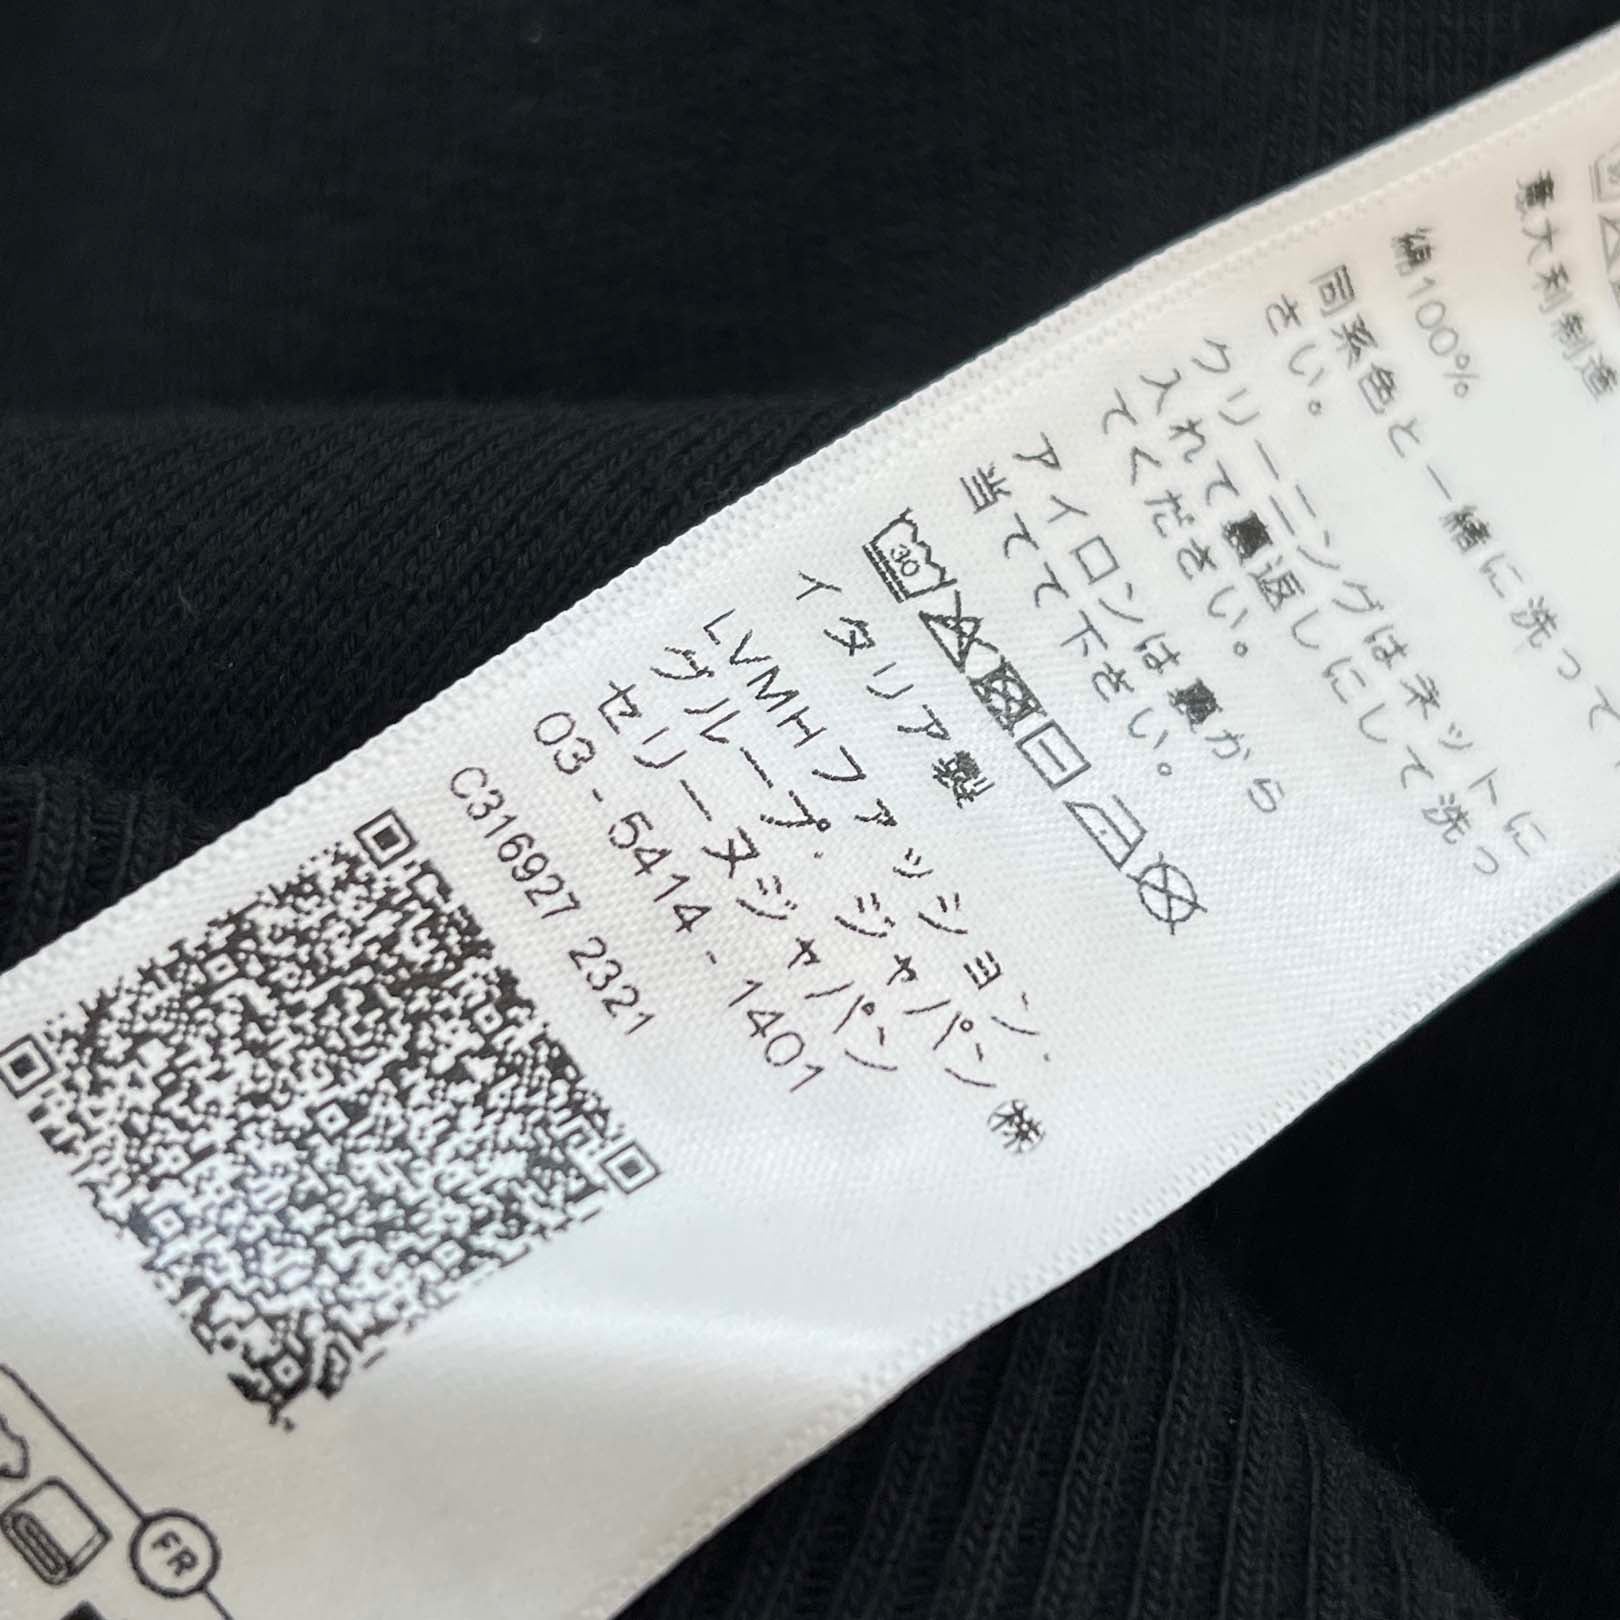 意大利制造
綿100%
同系色と一緒に洗って
さい。
クリーニングはネットに
入れて裏返しにして洗っ
てください。
アイロンは裏から
当てて下さい。
30
イタリア製
LVMHファッション.
グループ.ジャパン㈱
セリーヌジャパン
03-5414-1401
C316927 2321
FR